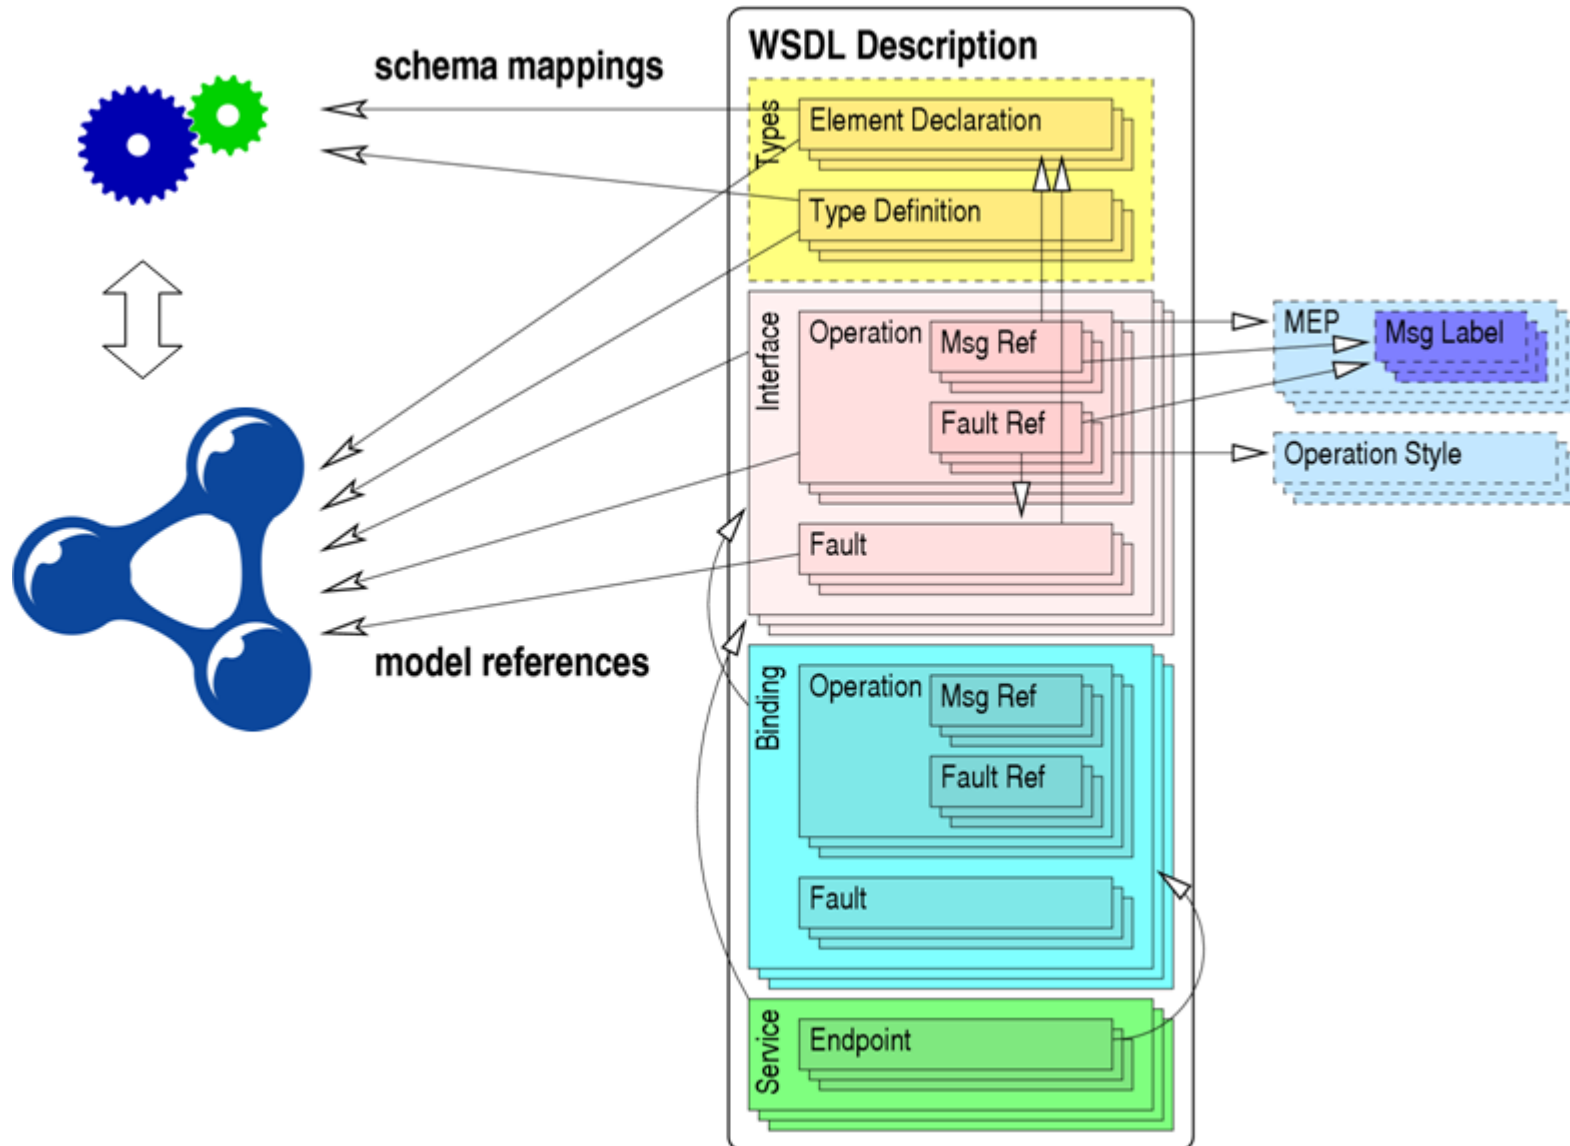 WSDL Description
schema mappings
Types
Element Declaration
Type Definition
Interface
Operation
Msg Ref
Fault Ref
Fault
MEP
Msg Label
Operation Style
model references
Binding
Operation
Msg Ref
Fault Ref
Fault
Service
Endpoint